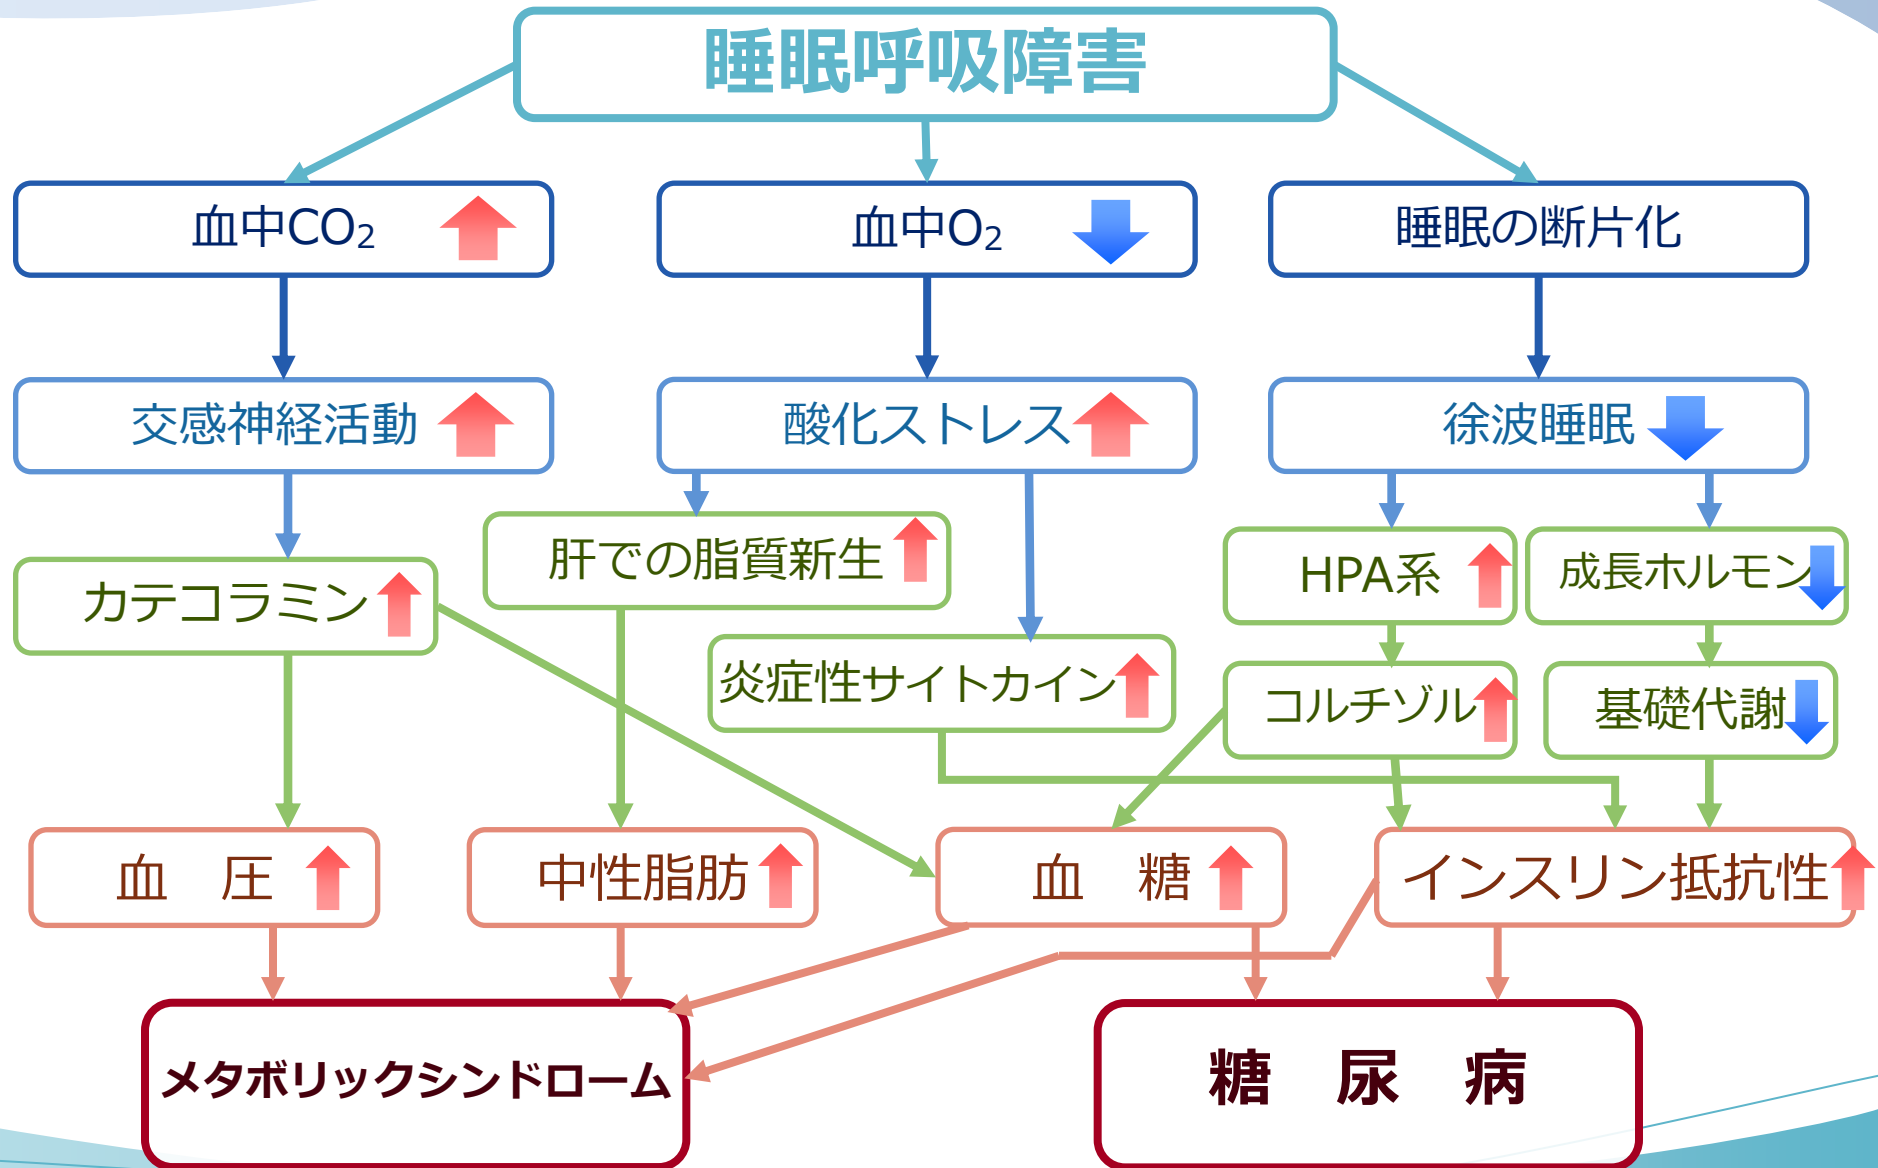 睡眠呼吸障害
血中CO₂
血中O₂
睡眠の断片化
交感神経活動
酸化ストレス
徐波睡眠
肝での脂質新生
HPA系
成長ホルモン
カテコラミン
炎症性サイトカイン
コルチゾル
基礎代謝
血　圧
中性脂肪
血　糖
インスリン抵抗性
メタボリックシンドローム
糖　尿　病